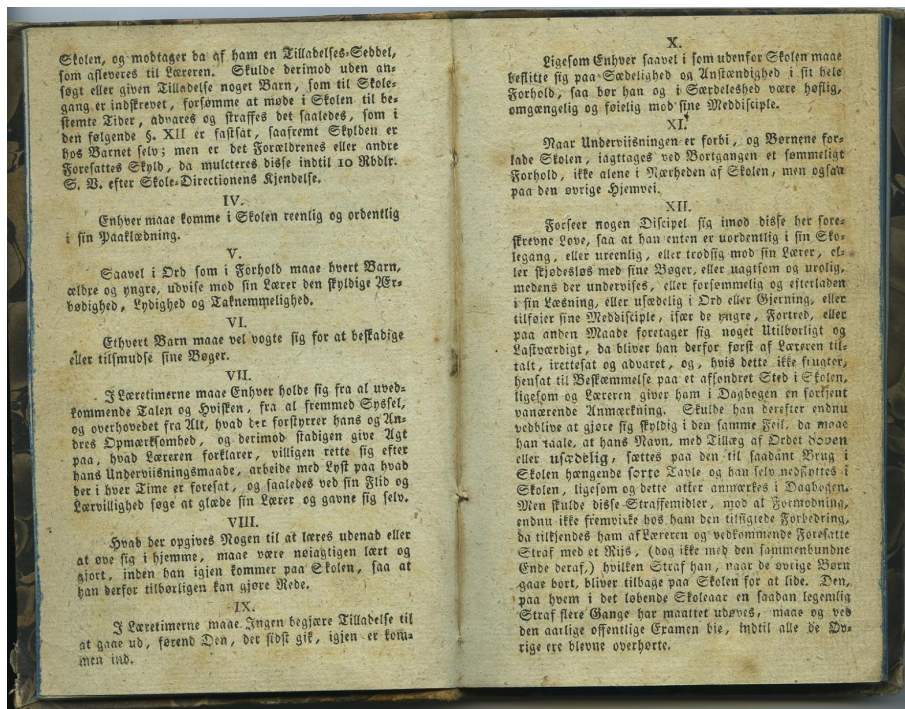 Skolen, og modtager da af ham en Tilladelses-Seddel,
som afleveres til Læreren. Skulde derimod uden an-
søgt eller given Tilladelse noget Barn, som til Skole-
gang er indskrevet, forsømme at møde i Skolen til be-
stemte Tider, advares og straffes det saaledes, som i
den følgende §. XII er fastsat, saafremt Skylden er
hos Barnet selv; men er det Forældrenes eller andre
Foresattes Skyld, da mulcteres disse indtil 10 Rbdlr.
S. V. efter Skole-Directionens Kjendelse.
IV.
Enhver maae komme i Skolen reenlig og ordentlig
i sin Paaklædning.
V.
Saavel i Ord som i Forhold maae hvert Barn,
ældre og yngre, udvise mod sin Lærer den skyldige Ær-
bødighed, Lydighed og Taknemmelighed.
VI.
Ethvert Barn maae vel vogte sig for at beskadige
eller tilsmudse sine Bøger.
VII.
I Læretimerne maae Enhver holde sig fra al uved-
kommende Talen og Hvisken, fra al fremmed Syssel,
og overhovedet fra Alt, hvad der forstyrrer hans og An-
dres Opmærksomhed, og derimod stadigen give Agt
paa, hvad Læreren forklarer, villigen rette sig efter
hans Underviisningsmaade, arbeide med Lyst paa hvad
der i hver Time er foresat, og saaledes ved sin Flid og
Lærvillighed søge at glæde sin Lærer og gavne sig selv.
VIII.
Hvad der opgives Nogen til at læres udenad eller
at øve sig i hjemme, maae være nøiagtigen lært og
gjort, inden han igjen kommer paa Skolen, saa at
han derfor tilbørligen kan gjøre Rede.
IX.
I Læretimerne maae Ingen begjære Tilladelse til
at gaae ud, førend Den, der sidst gik, igjen er kom-
men ind.
X.
Ligesom Enhver saavel i som udenfor Skolen maae
beflitte sig paa Sædelighed og Anstændighed i sit hele
Forhold, saa bør han og i Særdeleshed være høflig,
omgængelig og føielig mod sine Meddisciple.
XI.
Naar Underviisningen er forbi, og Børnene for-
lade Skolen, iagttages ved Bortgangen et sømmeligt
Forhold, ikke alene i Nærheden af Skolen, men ogsaa
paa den øvrige Hjemvei.
XII.
Forseer nogen Discipel sig imod disse her fore-
skrevne Love, saa at han enten er uordentlig i sin Sko-
legang, eller ureenlig, eller trodsig mod sin Lærer, el-
ler skjødesløs med sine Bøger, eller uagtsom og urolig,
medens der undervises, eller forsømmelig og efterladen
i sin Læsning, eller usædelig i Ord eller Gjerning, eller
tilføier sine Meddisciple, især de yngre, Fortred, eller
paa anden Maade foretager sig noget Utilbørligt og
Lastværdigt, da bliver han derfor først af Læreren til-
talt, irettesat og advaret, og, hvis dette ikke frugter,
hensat til Beskæmmelse paa et affondret Sted i Skolen,
ligesom og Læreren giver ham i Dagbogen en fortjent
vanærende Anmærkning. Skulde han derefter endnu
vedblive at gjøre sig skyldig i den samme Feil, da maae
han taale, at hans Navn, med Tillæg af Ordet doven
eller usædelig, sættes paa den til saadant Brug i
Skolen hængende sorte Tavle og han selv nedflyttes i
Skolen, ligesom og dette atter anmærkes i Dagbogen.
Men skulde disse Straffemidler, mod al Formodning,
endnu ikke fremvirke hos ham den tilsigtede Forbedring,
da tilkjendes ham af Læreren og vedkommende Foresatte
Straf med et Riis, (dog ikke med den sammenbundne
Ende deraf,) hvilken Straf han, naar de øvrige Børn
gaae bort, bliver tilbage paa Skolen for at lide. Den,
paa hvem i det løbende Skoleaar en saadan legemlig
Straf flere Gange har maattet udøves, maae og ved
den aarlige offentlige Examen bie, indtil alle de Øv-
rige ere blevne overhørte.